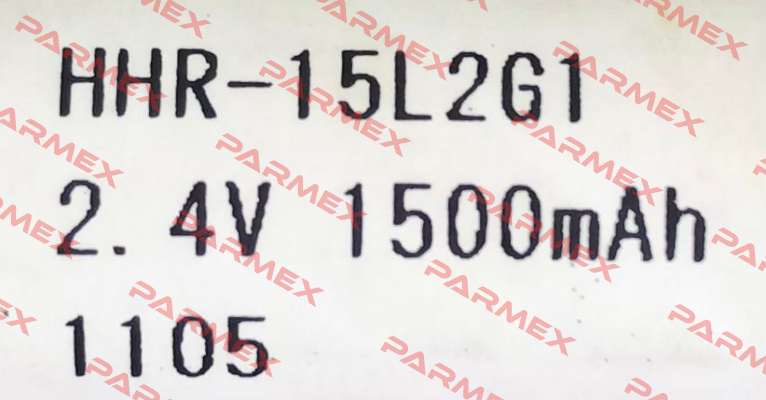 HHR-15L2G1
2.4V 1500mAh
1105
PARMEX